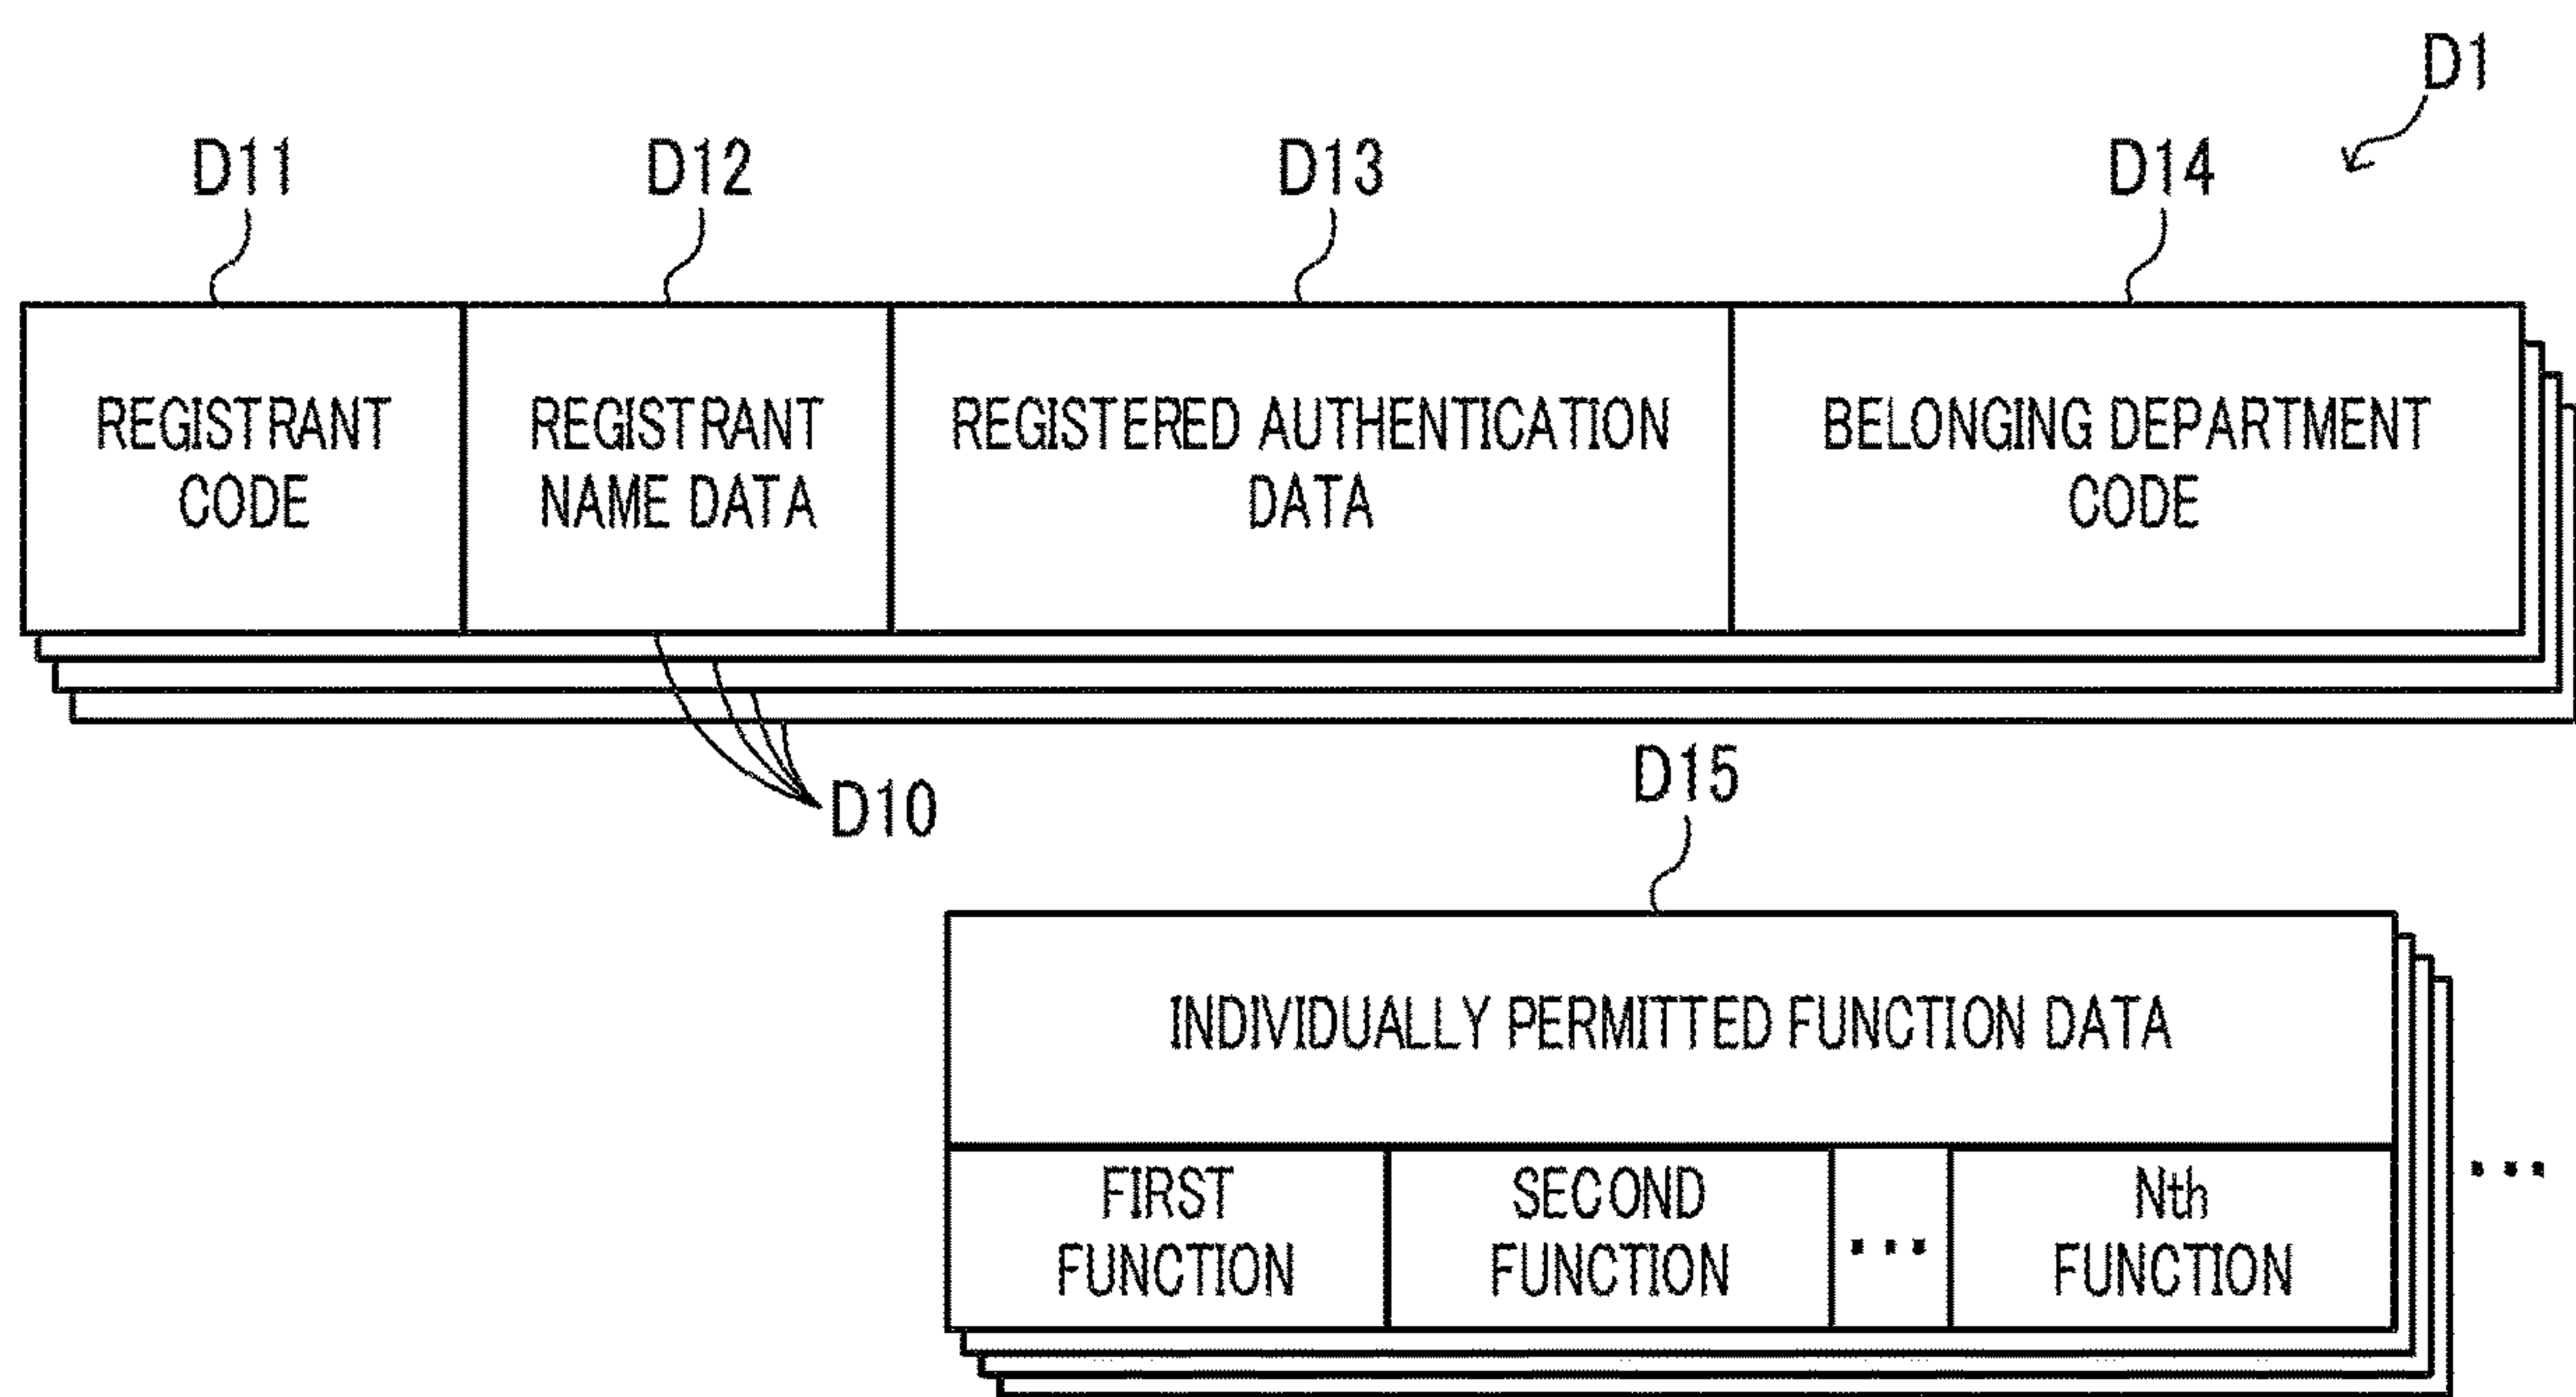 D1
D11
D12
D13
D14
REGISTRANT
CODE
REGISTRANT
NAME DATA
REGISTERED AUTHENTICATION
DATA
BELONGING DEPARTMENT
CODE
D10
D15
INDIVIDUALLY PERMITTED FUNCTION DATA
FIRST
FUNCTION
SECOND
FUNCTION
...
Nth
FUNCTION
...